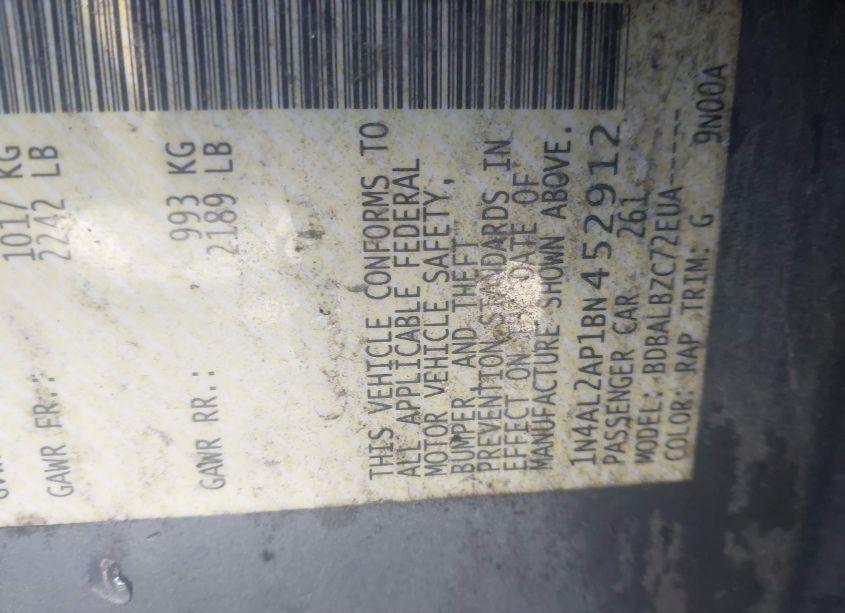 1017 KG
GAWR FR.: 2242 LB
993 KG
GAWR RR.: 2189 LB
THIS VEHICLE CONFORMS TO
ALL APPLICABLE FEDERAL
MOTOR VEHICLE SAFETY,
BUMPER, AND THEFT
PREVENTION STANDARDS IN
EFFECT ON THE DATE OF
MANUFACTURE SHOWN ABOVE.
1N4AL2AP1BN452912
PASSENGER CAR 261
MODEL: BDBALBZC72EUA-----
COLOR: RAP TRIM: G 9N00A